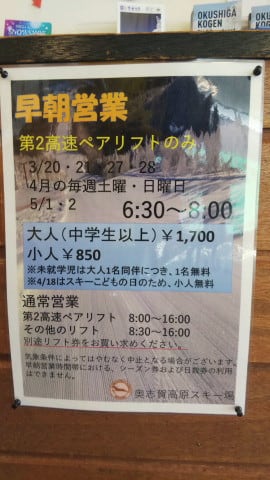 OKUSHIGA
KOGEN
OKUSHIG
KOGEN
早朝営業
第2高速ペアリフトのみ
3/20・21・27・28
4月の毎週土曜・日曜日
5/1・2 6:30～8:00
大人(中学生以上)￥1,700
小人￥850
※未就学児は大人1名同伴につき、1名無料
※4/18はスキーこどもの日のため、小人無料
通常営業
第2高速ペアリフト 8:00～16:00
その他のリフト 8:30～16:00
別途リフト券をお買い求めください。
気象条件によってはやむなく中止となる場合がございます。
早朝営業時間帯における、シーズン券および日数券の利用
はできません。
奥志賀高原スキー場